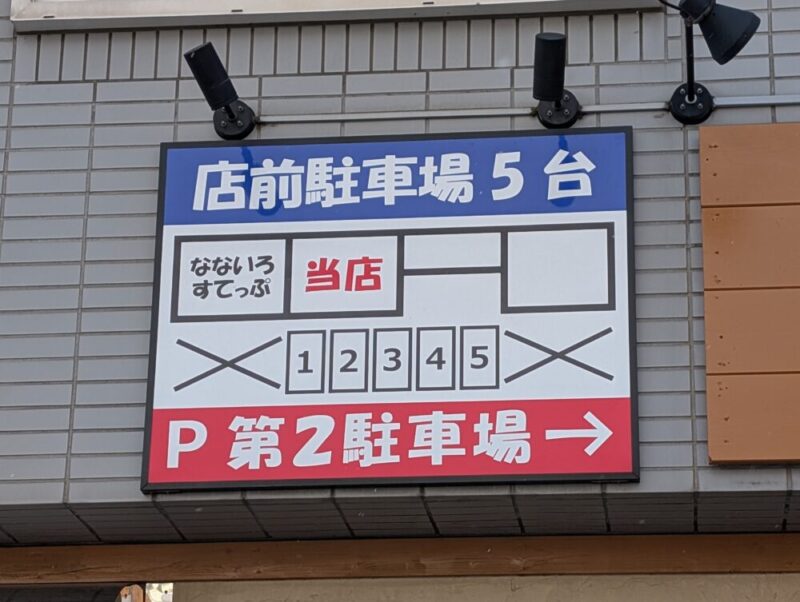 店前駐車場5台
なないろ
すてっぷ
当店
1 2 3 4 5
P 第2駐車場→